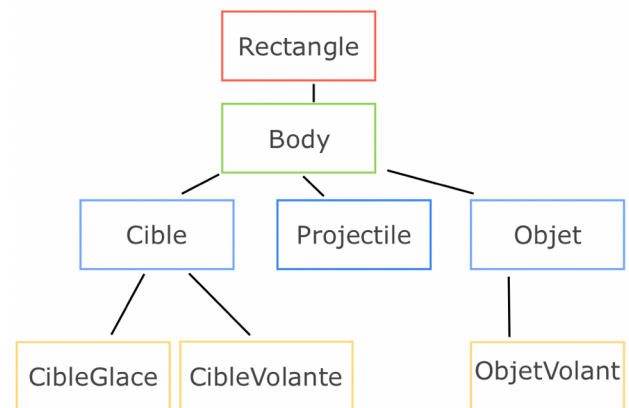 Rectangle
Body
Cible
Projectile
Objet
CibleGlace
CibleVolante
ObjetVolant